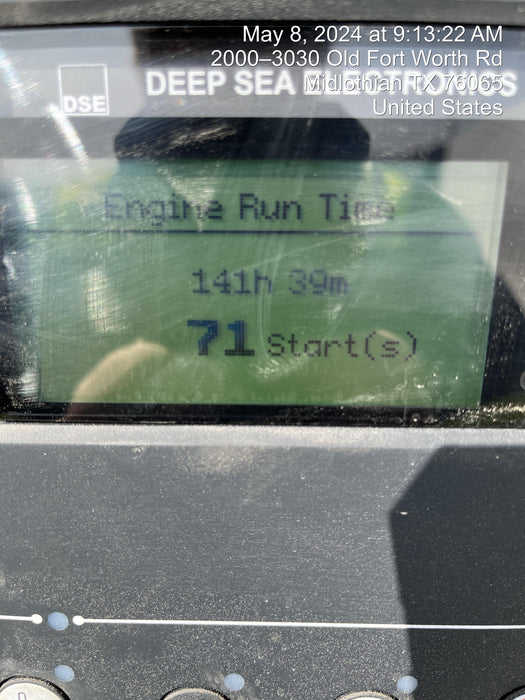 May 8, 2024 at 9:13:22 AM
2000–3030 Old Fort Worth Rd
Midlothian TX 76065
United States
DSE
DEEP SEA ELECTRONICS
Engine Run Time
141h 39m
71 Start(s)